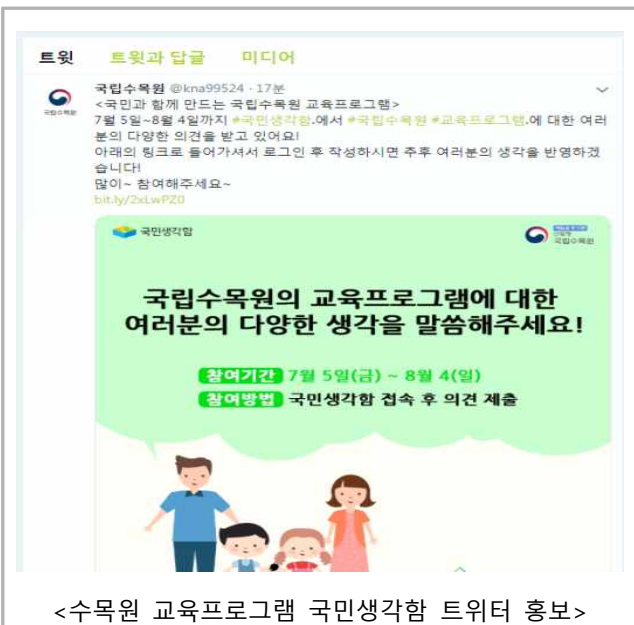 트윗 트윗과 답글 미디어
국립수목원 @kna99524 · 17분
<국민과 함께 만드는 국립수목원 교육프로그램>
7월 5일~8월 4일까지 #국민생각함.에서 #국립수목원 #교육프로그램.에 대한 여러
분의 다양한 의견을 받고 있어요!
아래의 링크로 들어가셔서 로그인 후 작성하시면 추후 여러분의 생각을 반영하겠
습니다!
많이~ 참여해주세요~
bit.ly/2xLwPZ0
국립수목원
국민생각함
산림청
국립수목원
국립수목원의 교육프로그램에 대한
여러분의 다양한 생각을 말씀해주세요!
참여기간 7월 5일(금) ~ 8월 4(일)
참여방법 국민생각함 접속 후 의견 제출
<수목원 교육프로그램 국민생각함 트위터 홍보>